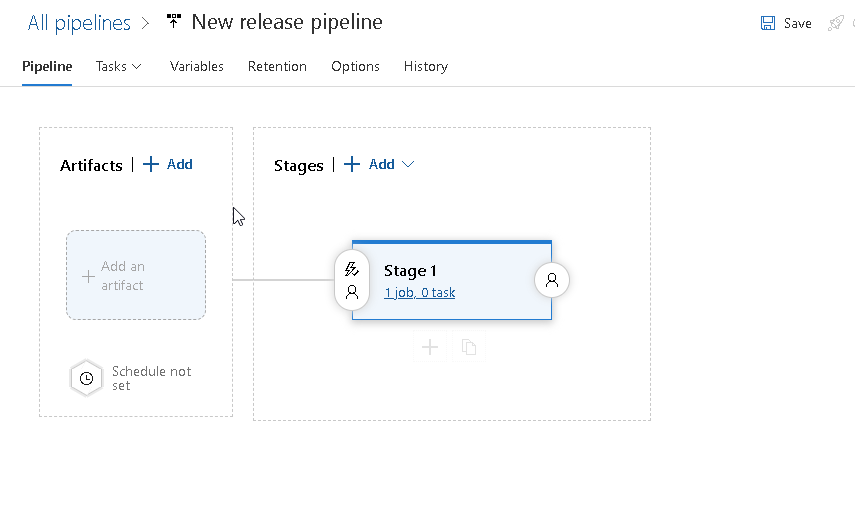 All pipelines > New release pipeline
Save
Pipeline Tasks Variables Retention Options History
Artifacts | + Add
Stages | + Add
+ Add an
artifact
Stage 1
1 job, 0 task
Schedule not
set